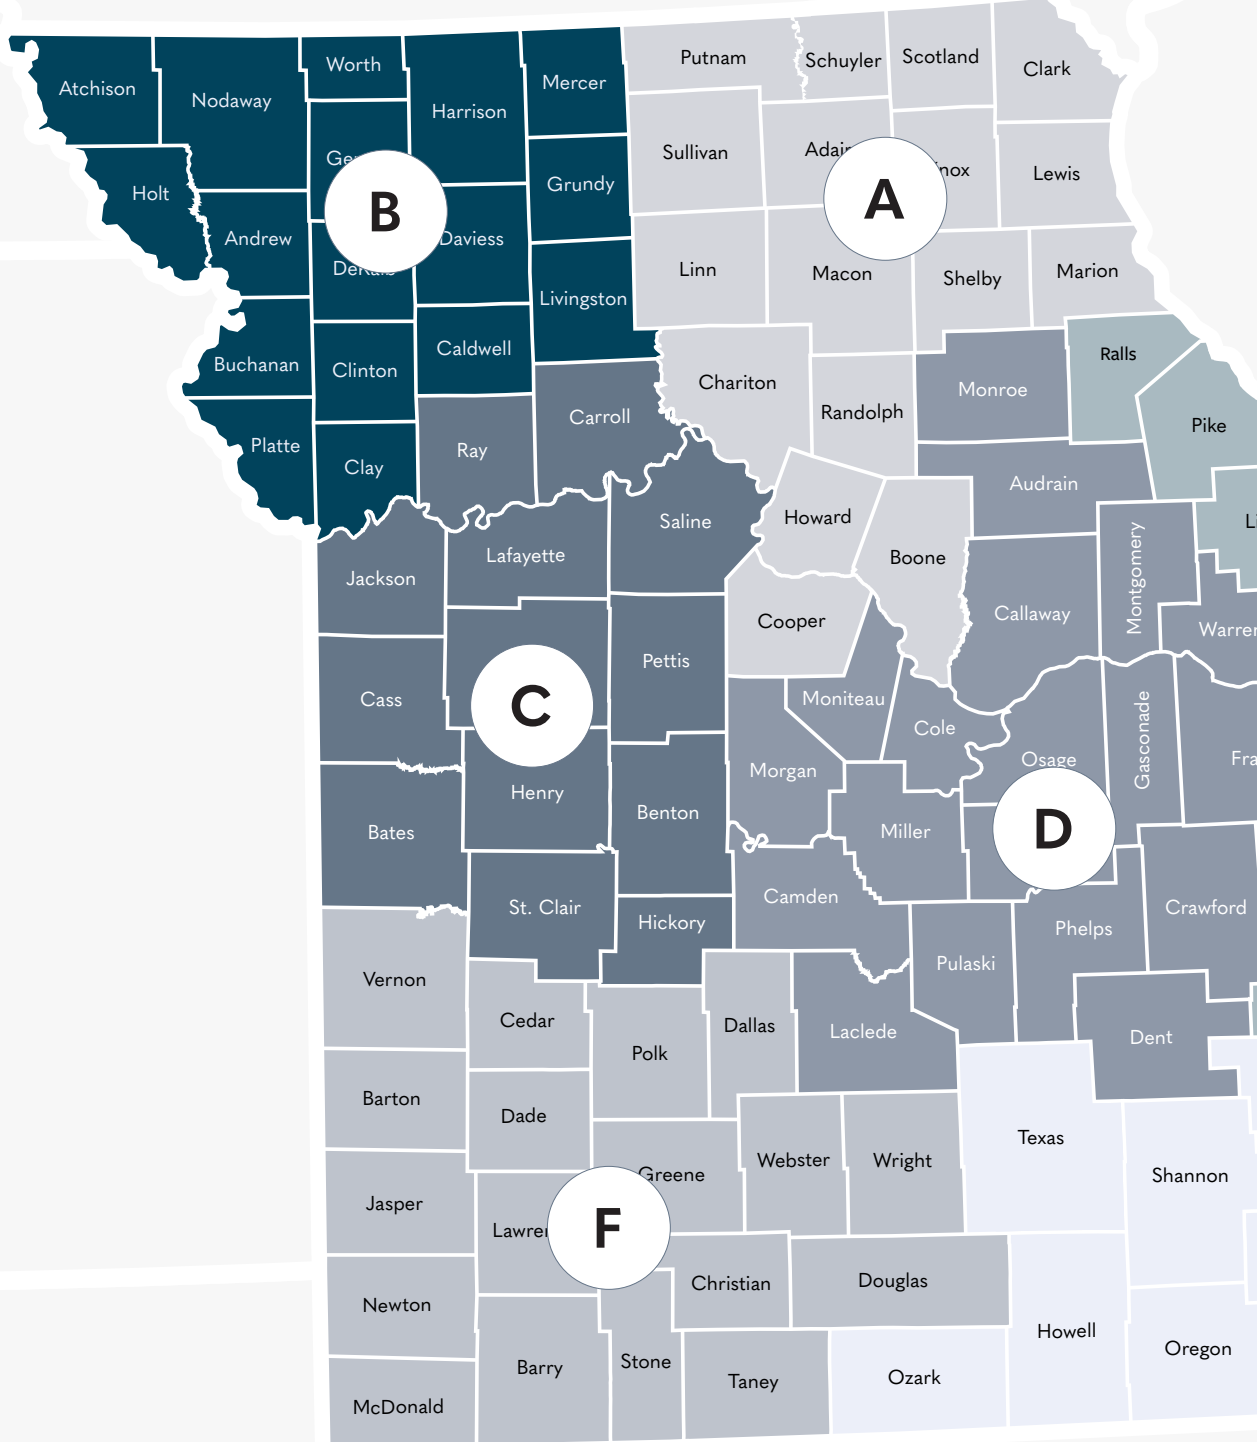 Worth
Putnam
Schuyler
Scotland
Clark
Atchison
Nodaway
Harrison
Mercer
Sullivan
Adair
Lewis
B
A
Holt
Grundy
Andrew
Daviess
Linn
Macon
Shelby
Marion
Livingston
Buchanan
Clinton
Caldwell
Chariton
Randolph
Monroe
Ralls
Pike
Platte
Clay
Ray
Carroll
Audrain
Saline
Howard
Boone
Montgomery
Jackson
Lafayette
Cooper
Callaway
Warren
Cass
C
Pettis
Moniteau
Cole
Gasconade
Osage
Morgan
Bates
Henry
Benton
Miller
D
Camden
St. Clair
Hickory
Phelps
Crawford
Pulaski
Vernon
Cedar
Polk
Dallas
Laclede
Dent
Barton
Dade
Texas
Greene
Webster
Wright
Shannon
Jasper
F
Christian
Douglas
Newton
Howell
Oregon
Barry
Stone
Taney
Ozark
McDonald